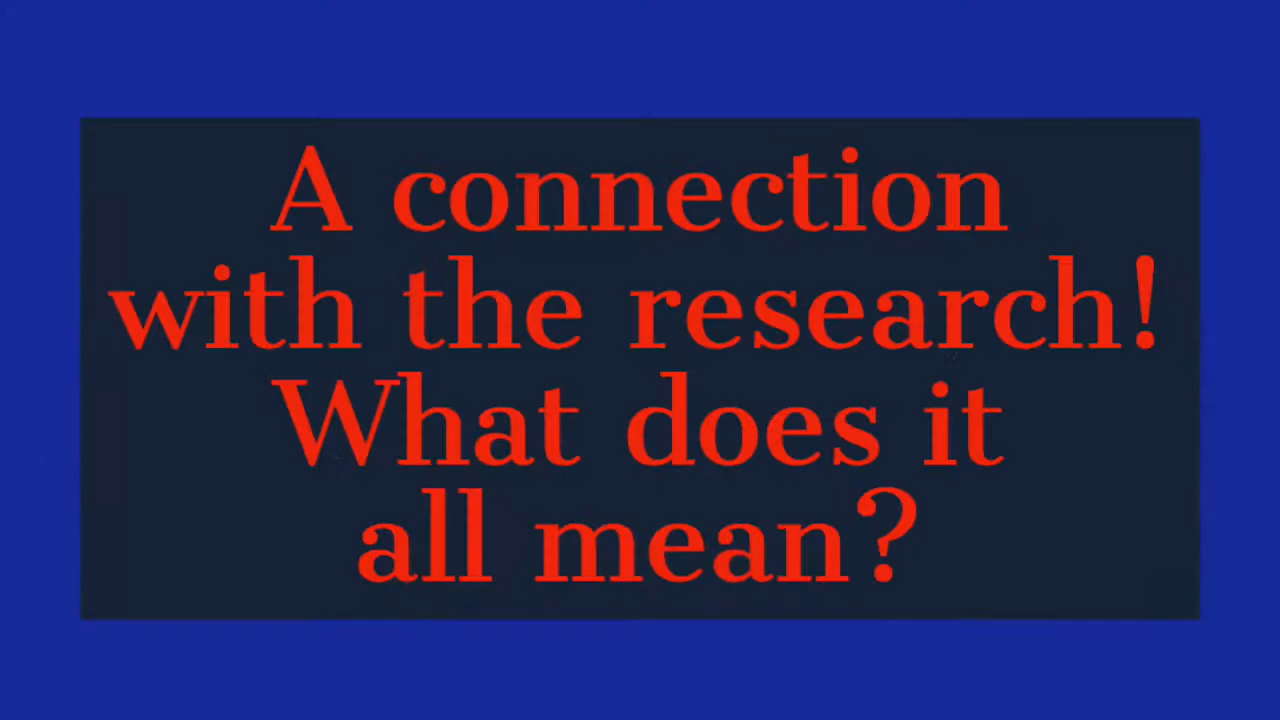 A connection
with the research!
What does it
all mean?